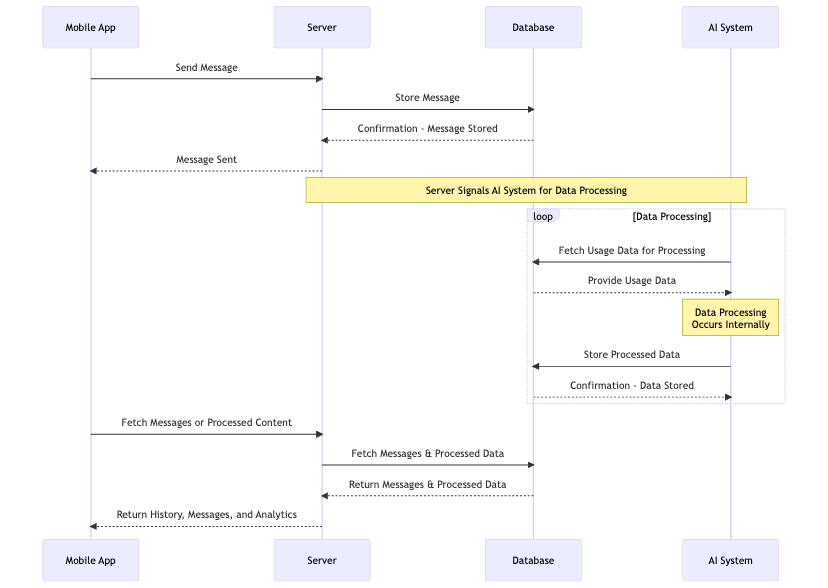 Mobile App
Server
Database
AI System
Send Message
Store Message
Confirmation - Message Stored
Message Sent
Server Signals AI System for Data Processing
loop
[Data Processing]
Fetch Usage Data for Processing
Provide Usage Data
Data Processing
Occurs Internally
Store Processed Data
Confirmation - Data Stored
Fetch Messages or Processed Content
Fetch Messages & Processed Data
Return Messages & Processed Data
Return History, Messages, and Analytics
Mobile App
Server
Database
AI System